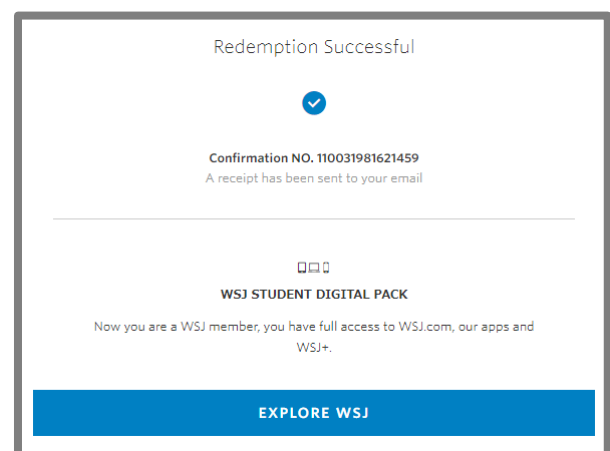 Redemption Successful
Confirmation NO. 110031981621459
A receipt has been sent to your email
WSJ STUDENT DIGITAL PACK
Now you are a WSJ member, you have full access to WSJ.com, our apps and
WSJ+.
EXPLORE WSJ